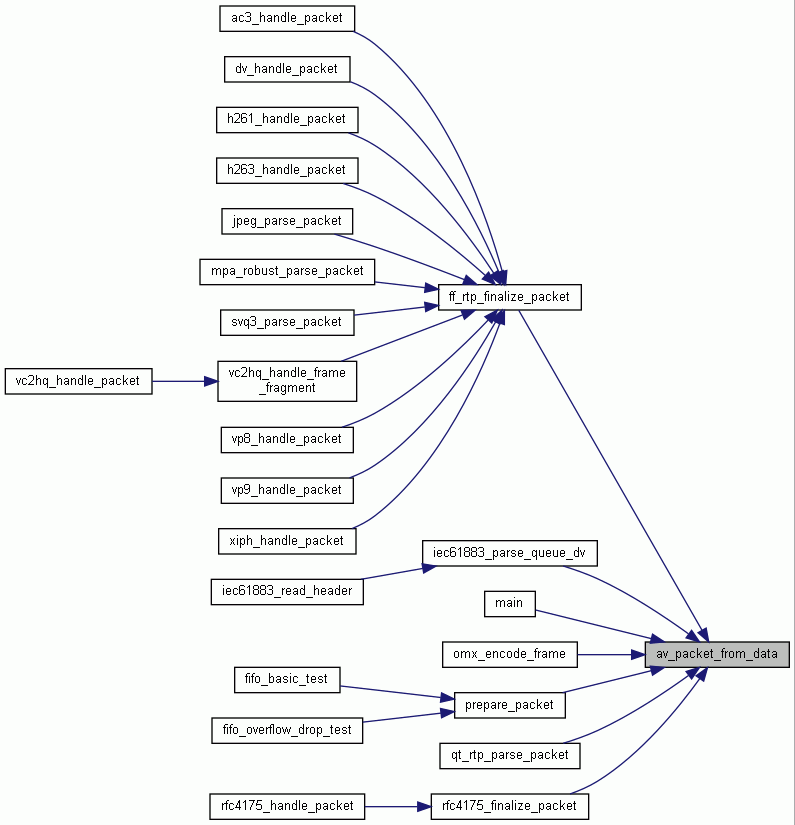 ac3_handle_packet
dv_handle_packet
h261_handle_packet
h263_handle_packet
jpeg_parse_packet
mpa_robust_parse_packet
ff_rtp_finalize_packet
svq3_parse_packet
vc2hq_handle_packet
vc2hq_handle_frame
_fragment
vp8_handle_packet
vp9_handle_packet
xiph_handle_packet
iec61883_parse_queue_dv
iec61883_read_header
main
omx_encode_frame
av_packet_from_data
fifo_basic_test
prepare_packet
fifo_overflow_drop_test
qt_rtp_parse_packet
rfc4175_handle_packet
rfc4175_finalize_packet